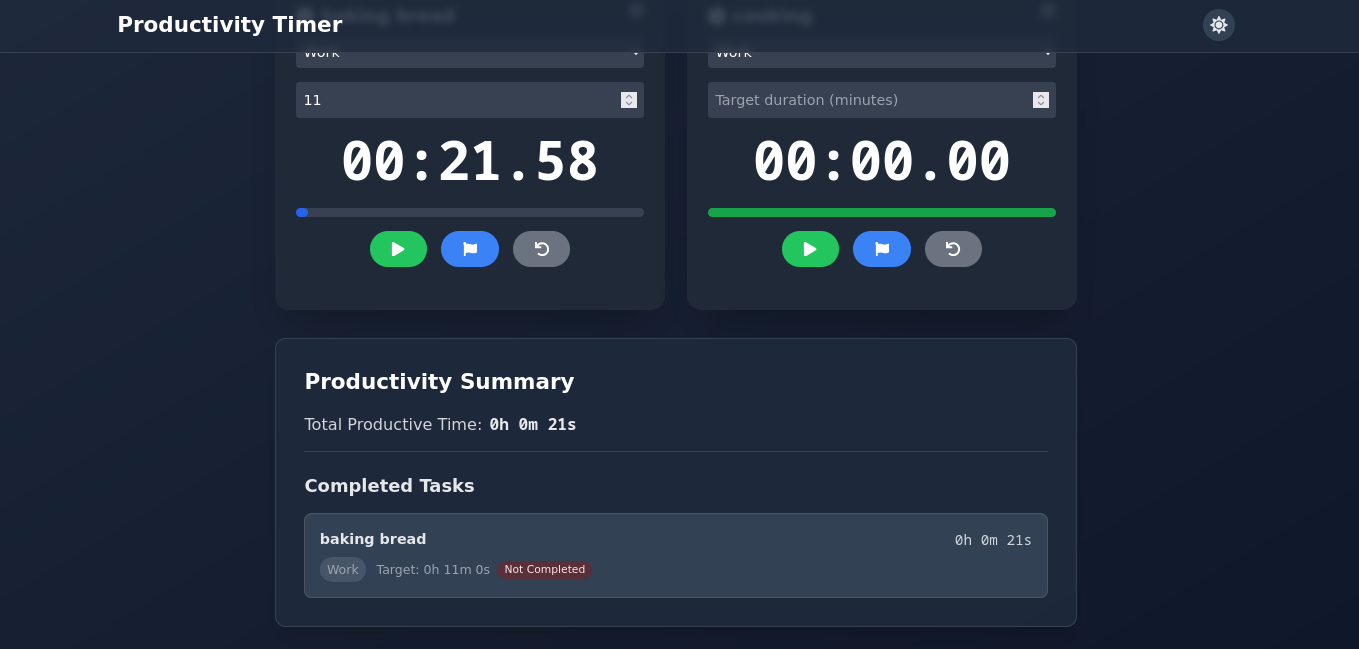 Productivity Timer
baking bread
cooking
Work
Work
11
Target duration (minutes)
00:21.58
00:00.00
Productivity Summary
Total Productive Time: 0h 0m 21s
Completed Tasks
baking bread
0h 0m 21s
Work
Target: 0h 11m 0s
Not Completed